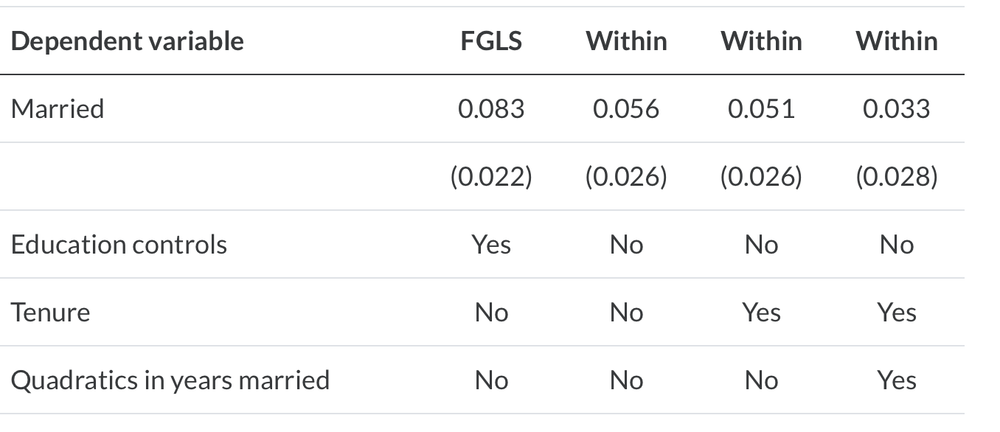 Dependent variable FGLS Within Within Within
Married 0.083 0.056 0.051 0.033
(0.022) (0.026) (0.026) (0.028)
Education controls Yes No No No
Tenure No No Yes Yes
Quadratics in years married No No No Yes